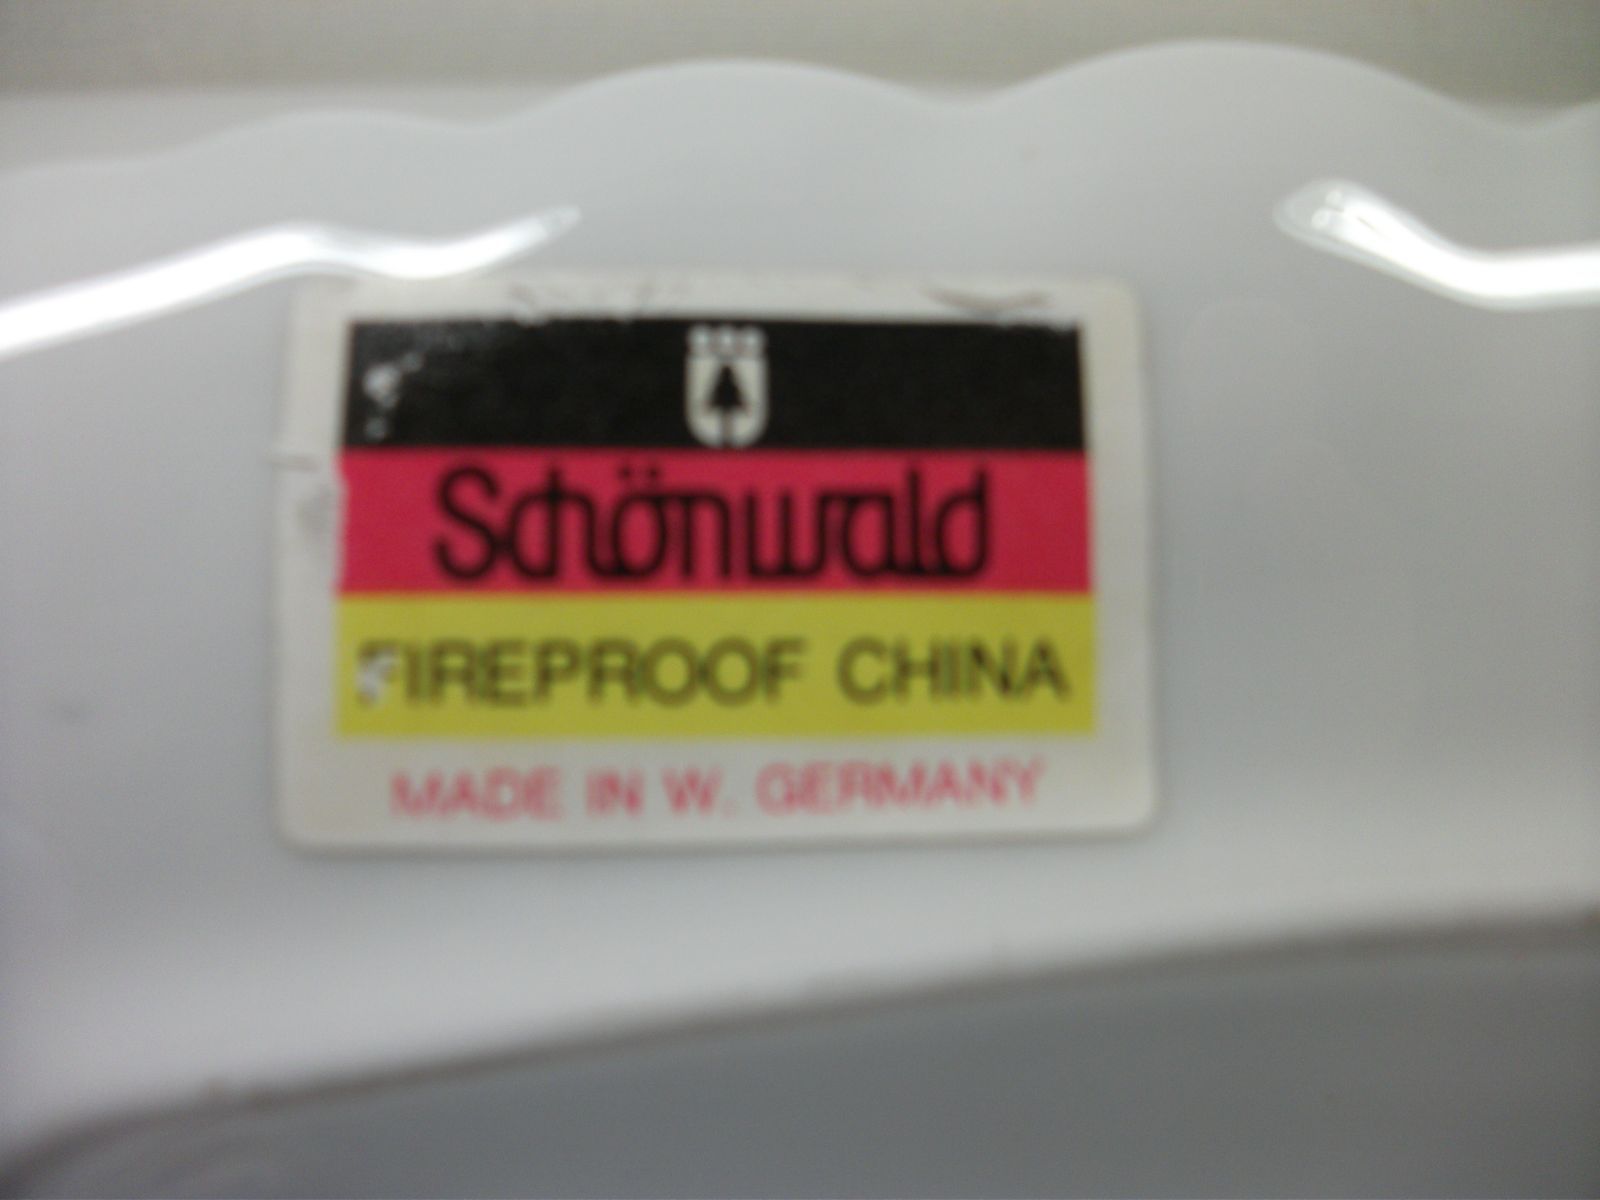 Schönwald
FIREPROOF CHINA
MADE IN W. GERMANY